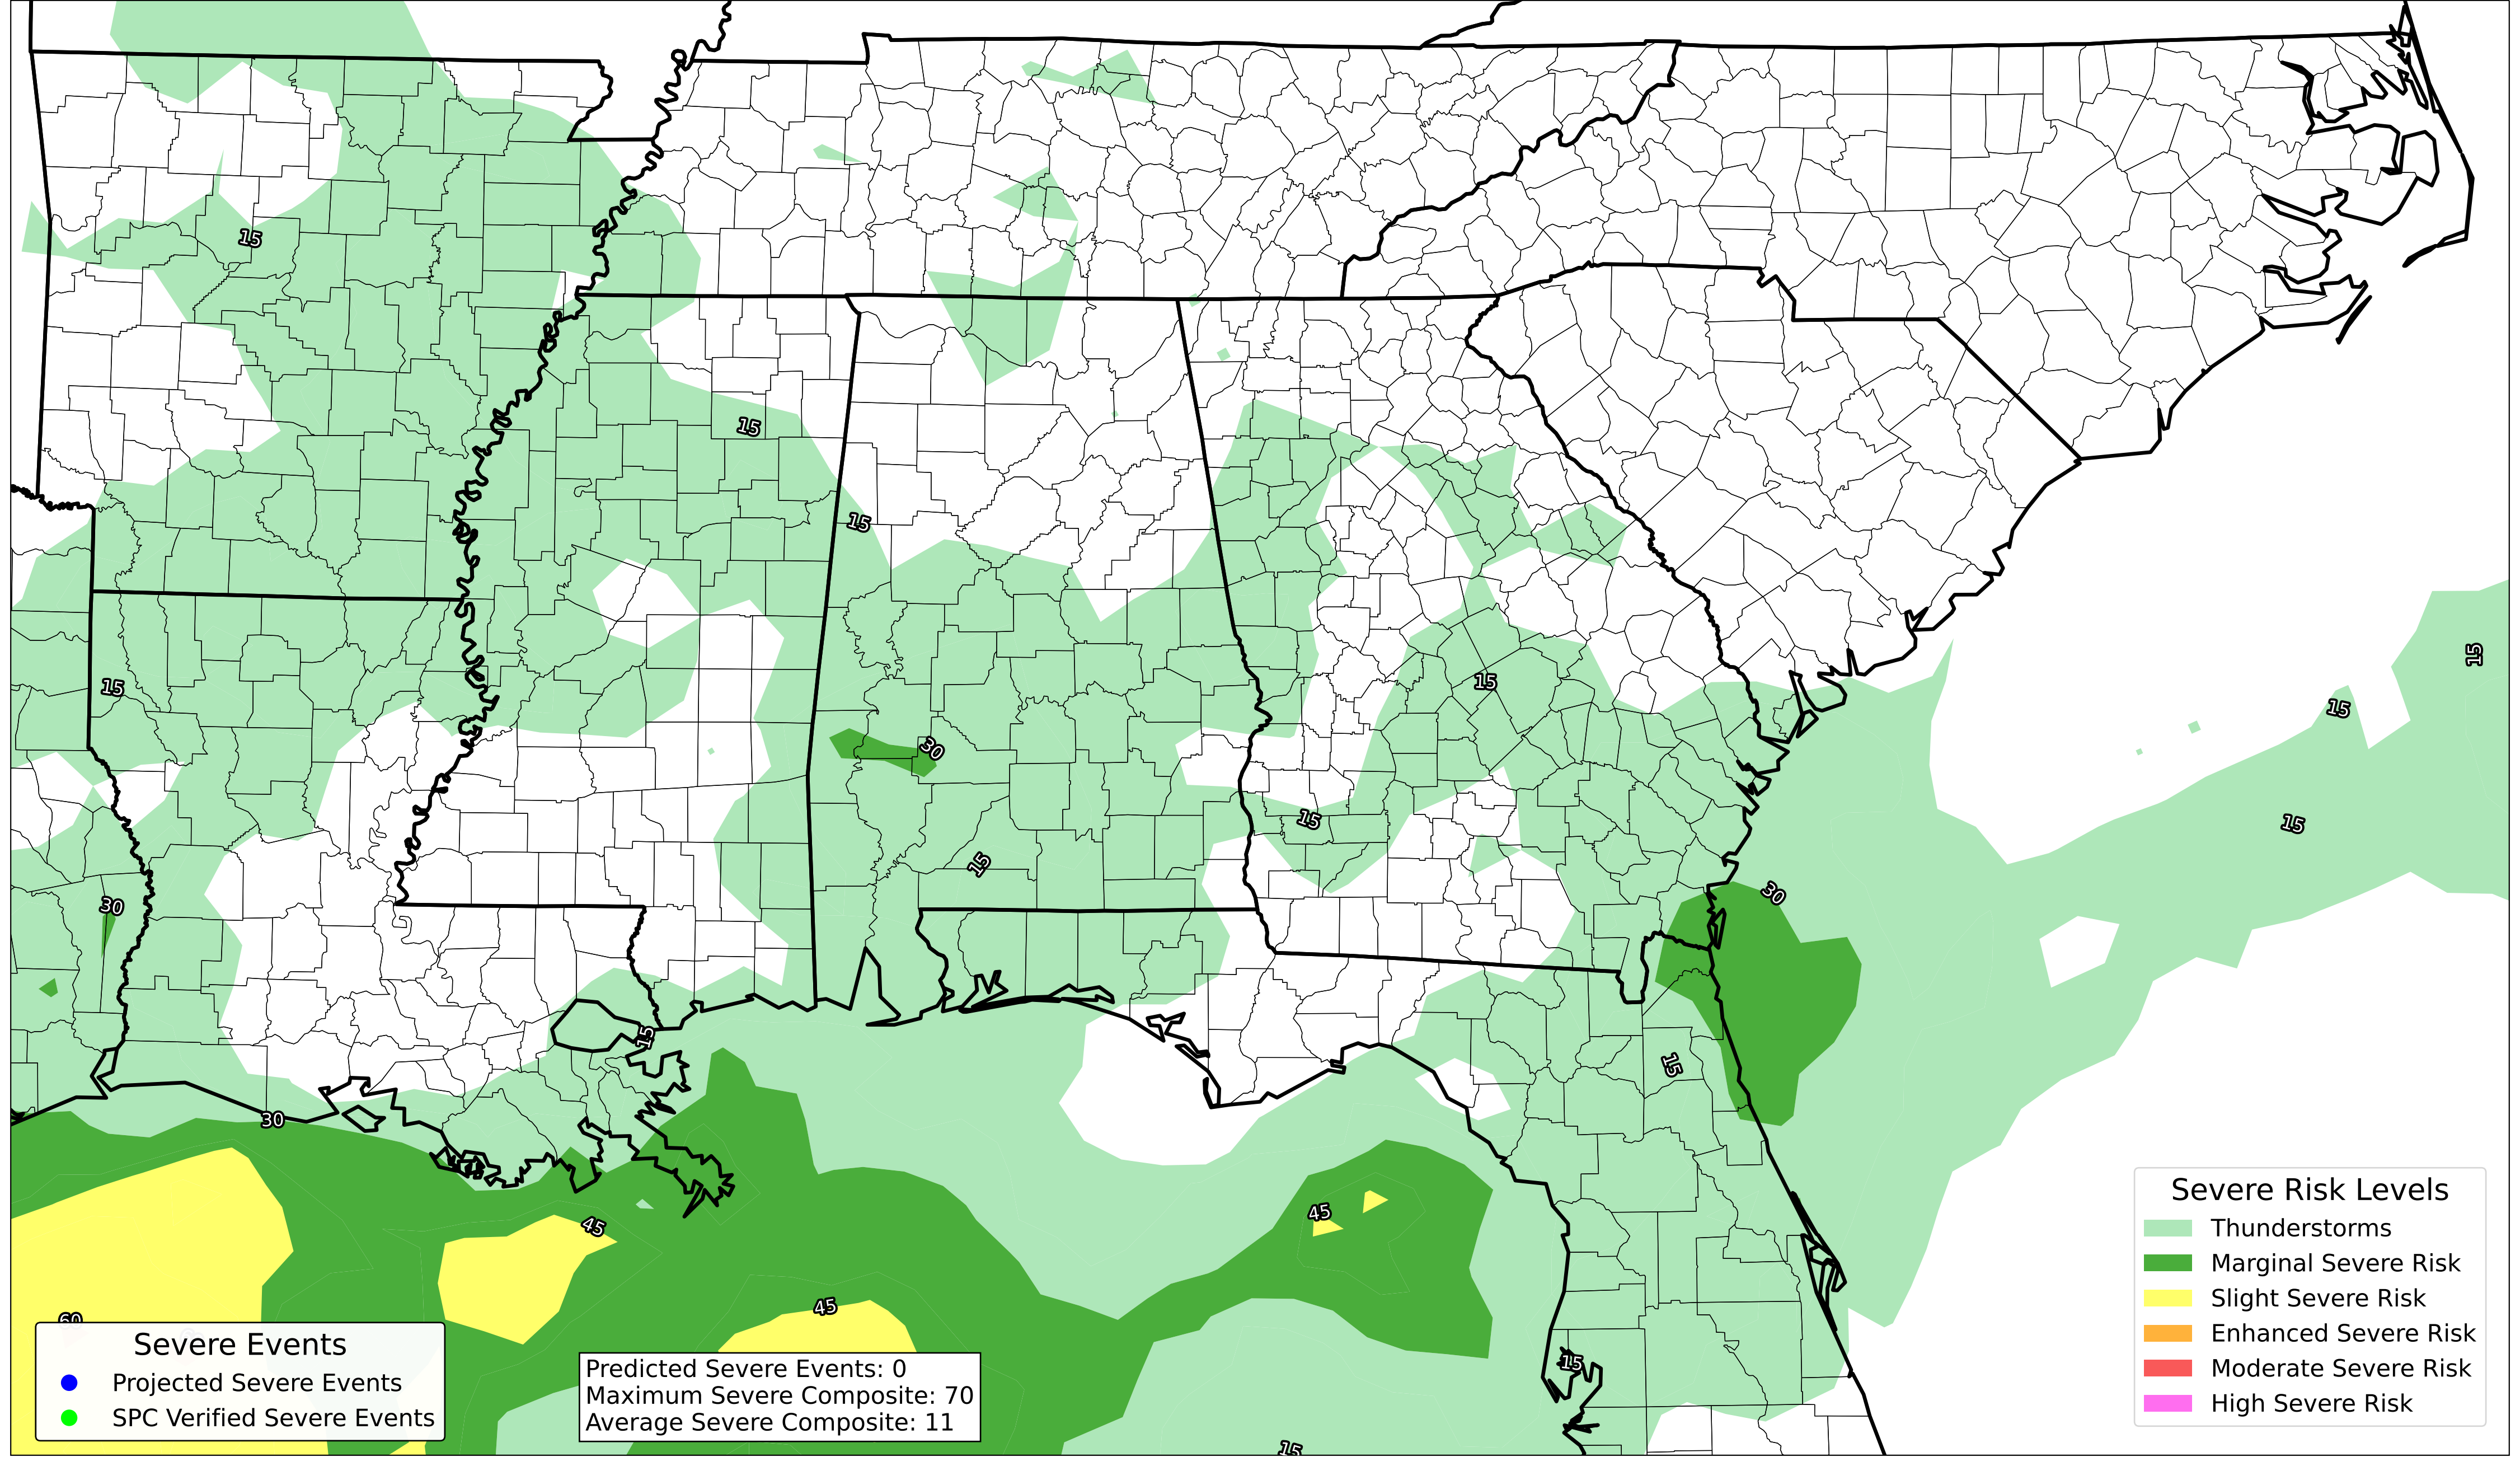 15
15
15
15
15
15
15
30
15
15
15
30
30
15
15
30
45
45
60
45
15
15
Severe Risk Levels
Thunderstorms
Marginal Severe Risk
Slight Severe Risk
Enhanced Severe Risk
Moderate Severe Risk
High Severe Risk
Severe Events
Projected Severe Events
SPC Verified Severe Events
Predicted Severe Events: 0
Maximum Severe Composite: 70
Average Severe Composite: 11